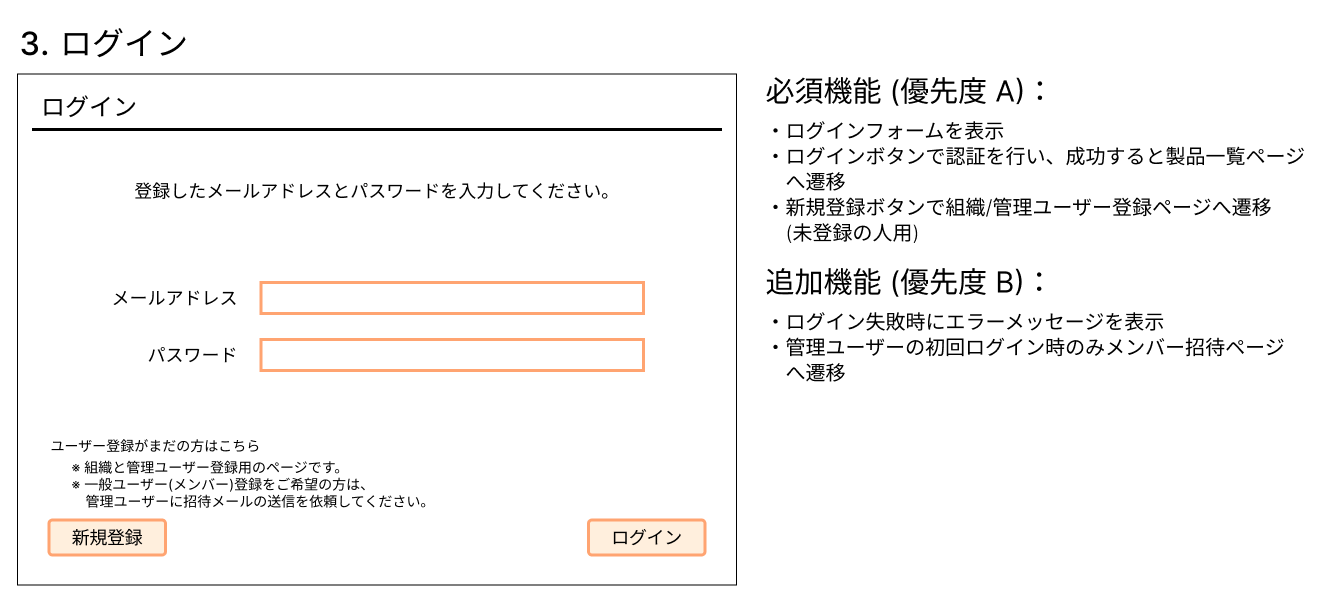 3. ログイン
ログイン
登録したメールアドレスとパスワードを入力してください。
メールアドレス
パスワード
ユーザー登録がまだの方はこちら
※ 組織と管理ユーザー登録用のページです。
※ 一般ユーザー(メンバー)登録をご希望の方は、
管理ユーザーに招待メールの送信を依頼してください。
新規登録
ログイン
必須機能 (優先度 A)：
・ログインフォームを表示
・ログインボタンで認証を行い、成功すると製品一覧ページ
へ遷移
・新規登録ボタンで組織/管理ユーザー登録ページへ遷移
(未登録の人用)
追加機能 (優先度 B)：
・ログイン失敗時にエラーメッセージを表示
・管理ユーザーの初回ログイン時のみメンバー招待ページ
へ遷移